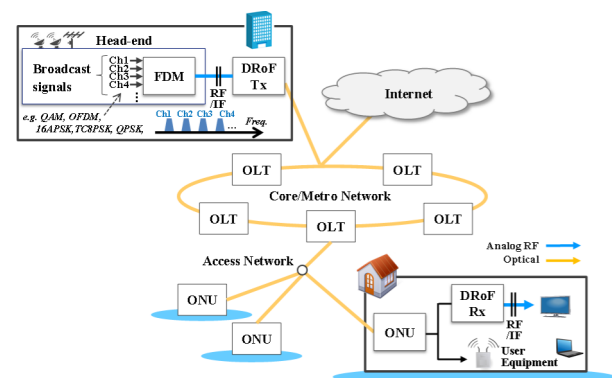 Head-end
Broadcast
signals
Ch1
Ch2
Ch3
Ch4
FDM
RF
/IF
DRoF
Tx
e.g. QAM, OFDM,
16APSK,TC8PSK, QPSK,
Ch1 Ch2 Ch3 Ch4
...
Freq.
Internet
OLT
OLT
Core/Metro Network
OLT
OLT
OLT
Analog RF
Optical
Access Network
ONU
ONU
ONU
DRoF
Rx
RF
/IF
User
Equipment